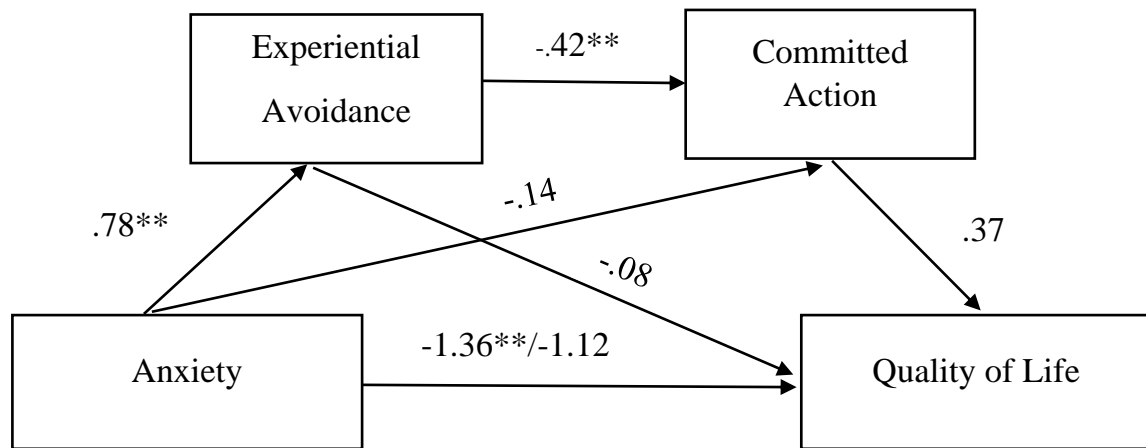 Experiential
Avoidance
-.42**
Committed
Action
.78**
-.14
-.08
.37
Anxiety
-1.36**/-1.12
Quality of Life